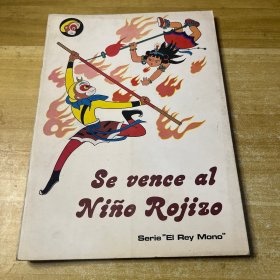 Se vence al
Niño Rojizo
Serie "El Rey Mono"